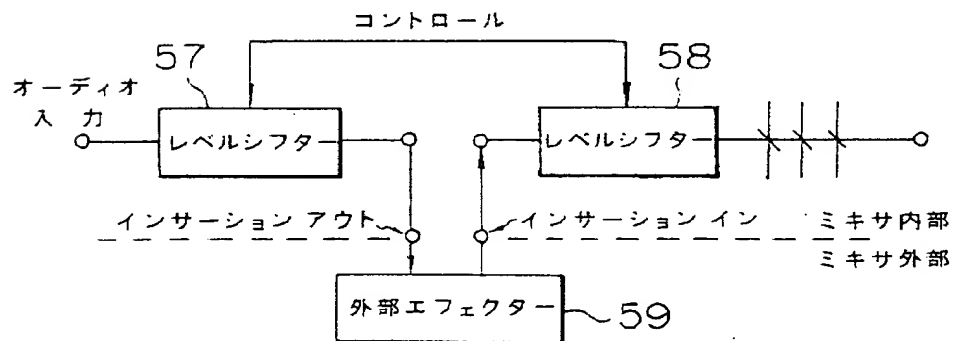 コントロール
57
58
オーディオ
入力
レベルシフター
レベルシフター
インサーション アウト
インサーション イン
ミキサ内部
ミキサ外部
外部エフェクター
59